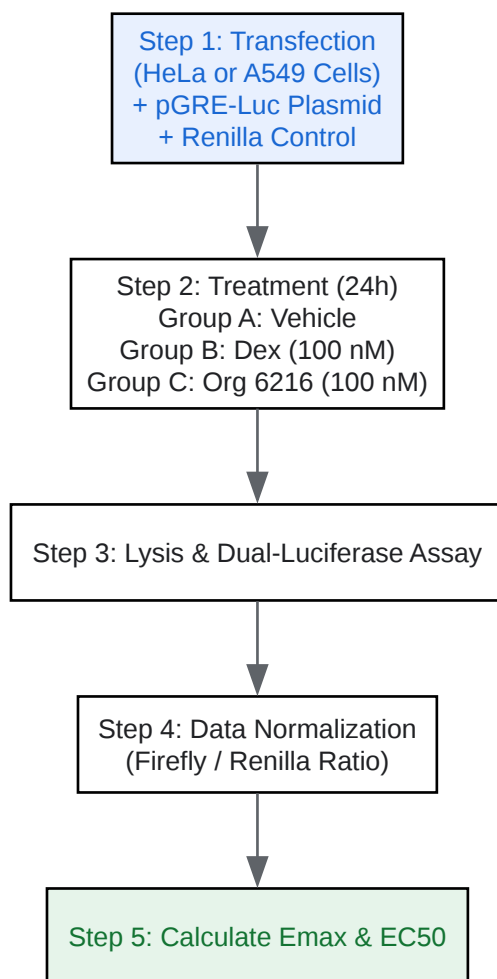 Step 1: Transfection
(HeLa or A549 Cells)
+ pGRE-Luc Plasmid
+ Renilla Control
Step 2: Treatment (24h)
Group A: Vehicle
Group B: Dex (100 nM)
Group C: Org 6216 (100 nM)
Step 3: Lysis & Dual-Luciferase Assay
Step 4: Data Normalization
(Firefly / Renilla Ratio)
Step 5: Calculate Emax & EC50